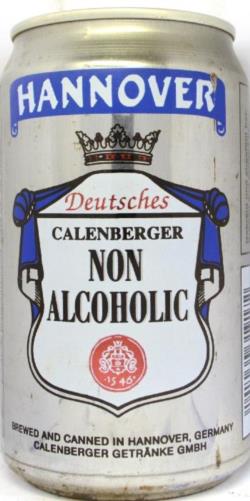 HANNOVER
Deutsches
CALENBERGER
NON
ALCOHOLIC
1546
BREWED AND CANNED IN HANNOVER, GERMANY
CALENBERGER GETRÄNKE GMBH